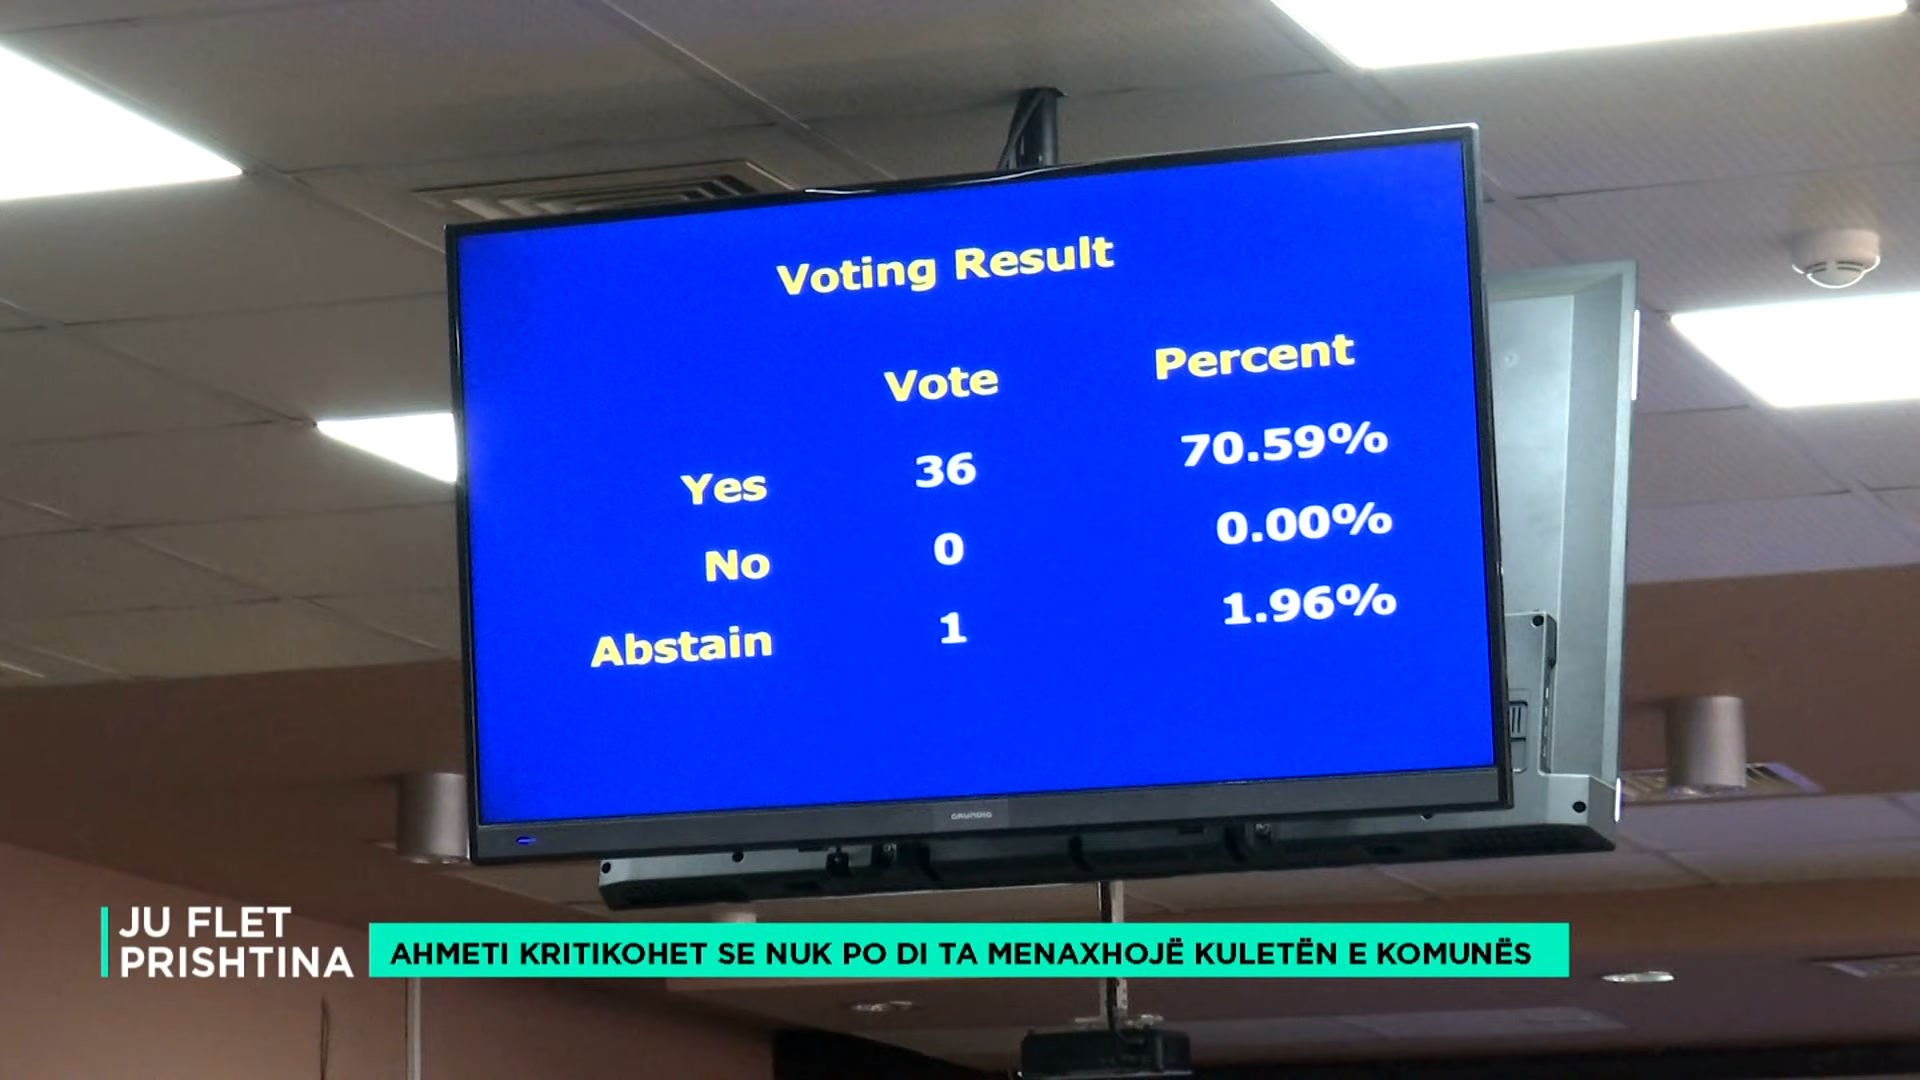 Voting Result
Vote Percent
Yes 36 70.59%
No 0 0.00%
Abstain 1 1.96%
GRUNDIG
JU FLET
PRISHTINA
AHMETI KRITIKOHET SE NUK PO DI TA MENAXHOJË KULETËN E KOMUNËS